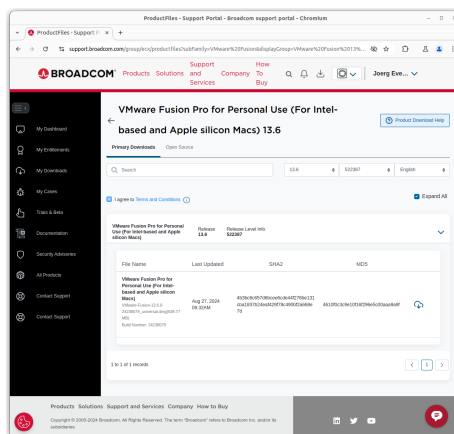 ProductFiles - Support Portal - Broadcom support portal - Chromium
ProductFiles - Support P
support.broadcom.com/group/ecx/productfiles?subFamily=VMware%20Fusion&displayGroup=VMware%20Fusion%2013%...
BROADCOM
Products Solutions Support and Services Company How To Buy
Joerg Eve...
VMware Fusion Pro for Personal Use (For Intel-
based and Apple silicon Macs) 13.6
Product Download Help
Primary Downloads Open Source
My Dashboard
My Entitlements
My Downloads
My Cases
Trials & Beta
Documentation
Security Advisories
All Products
Contact Support
Contact Support
Search 13.6 522387 English
I agree to Terms and Conditions
Expand All
VMware Fusion Pro for Personal
Use (For Intel-based and Apple
silicon Macs)
Release
13.6
Release Level Info
522387
File Name Last Updated SHA2 MD5
VMware Fusion Pro for
Personal Use (For Intel-
based and Apple silicon
Macs)
Build Number: 24238079
Aug 27, 2024
09:32AM
1 to 1 of 1 records
1
Products Solutions Support and Services Company How to Buy
Copyright © 2005-2024 Broadcom. All Rights Reserved. The term "Broadcom" refers to Broadcom Inc. and/or its
subsidiaries.